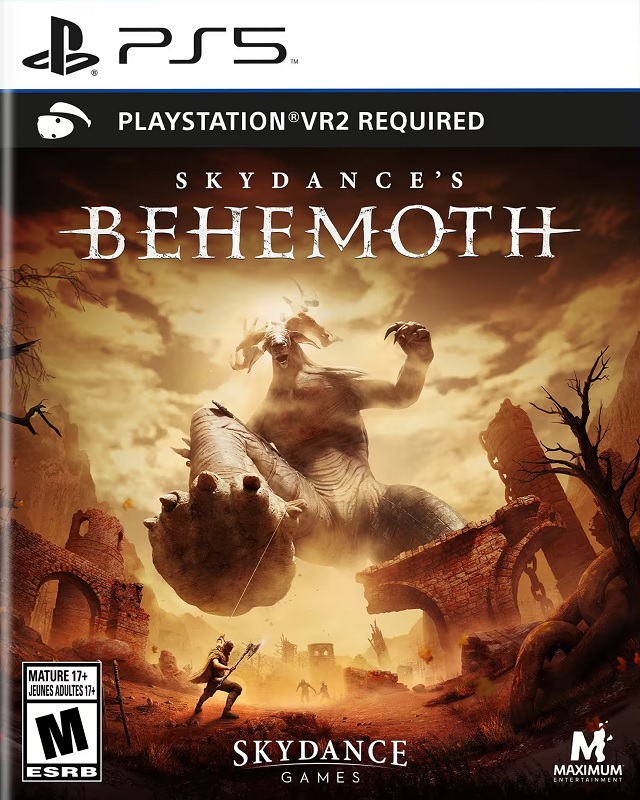 PS5
PLAYSTATION®VR2 REQUIRED
SKYDANCE'S
BEHEMOTH
MATURE 17+
JEUNES ADULTES 17+
M
ESRB
SKYDANCE
GAMES
M
MAXIMUM
ENTERTAINMENT